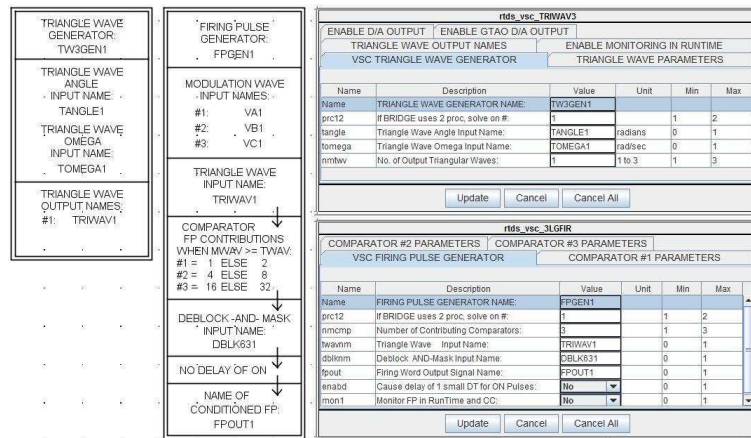 TRIANGLE WAVE
GENERATOR:
TW3GEN1
TRIANGLE WAVE
ANGLE
INPUT NAME:
TANGLE1
TRIANGLE WAVE
OMEGA
INPUT NAME:
TOMEGA1
TRIANGLE WAVE
OUTPUT NAMES:
#1: TRIWAV1
FIRING PULSE
GENERATOR:
FPGEN1
MODULATION WAVE
INPUT NAMES:
#1: VA1
#2: VB1
#3: VC1
TRIANGLE WAVE
INPUT NAME:
TRIWAV1
COMPARATOR
FP CONTRIBUTIONS
WHEN MWAV >= TWAV:
#1 = 1 ELSE 2
#2 = 4 ELSE 8
#3 = 16 ELSE 32
DEBLOCK -AND- MASK
INPUT NAME:
DBLK631
NO DELAY OF ON
NAME OF
CONDITIONED FP:
FPOUT1
rtds_vsc_TRIWAV3
ENABLE D/A OUTPUT ENABLE GTAO D/A OUTPUT
TRIANGLE WAVE OUTPUT NAMES ENABLE MONITORING IN RUNTIME
VSC TRIANGLE WAVE GENERATOR TRIANGLE WAVE PARAMETERS
Name Description Value Unit Min Max
Name TRIANGLE WAVE GENERATOR NAME: TW3GEN1
prc12 If BRIDGE uses 2 proc, solve on #: 1 1 2
tangle Triangle Wave Angle Input Name: TANGLE1 radians 0 1
tomega Triangle Wave Omega Input Name: TOMEGA1 rad/sec 0 1
nmtwv No. of Output Triangular Waves: 1 1 to 3 1 3
Update Cancel Cancel All
rtds_vsc_3LGFIR
COMPARATOR #2 PARAMETERS COMPARATOR #3 PARAMETERS
VSC FIRING PULSE GENERATOR COMPARATOR #1 PARAMETERS
Name Description Value Unit Min Max
Name FIRING PULSE GENERATOR NAME: FPGEN1
prc12 If BRIDGE uses 2 proc, solve on #: 1 1 2
nmcmp Number of Contributing Comparators: 3 1 3
twavnm Triangle Wave Input Name: TRIWAV1 0 1
dblknm Deblock AND-Mask Input Name: DBLK631 0 1
fpout Firing Word Output Signal Name: FPOUT1 0 1
enabd Cause delay of 1 small DT for ON Pulses: No 0 1
mon1 Monitor FP in RunTime and CC: No 0 1
Update Cancel Cancel All